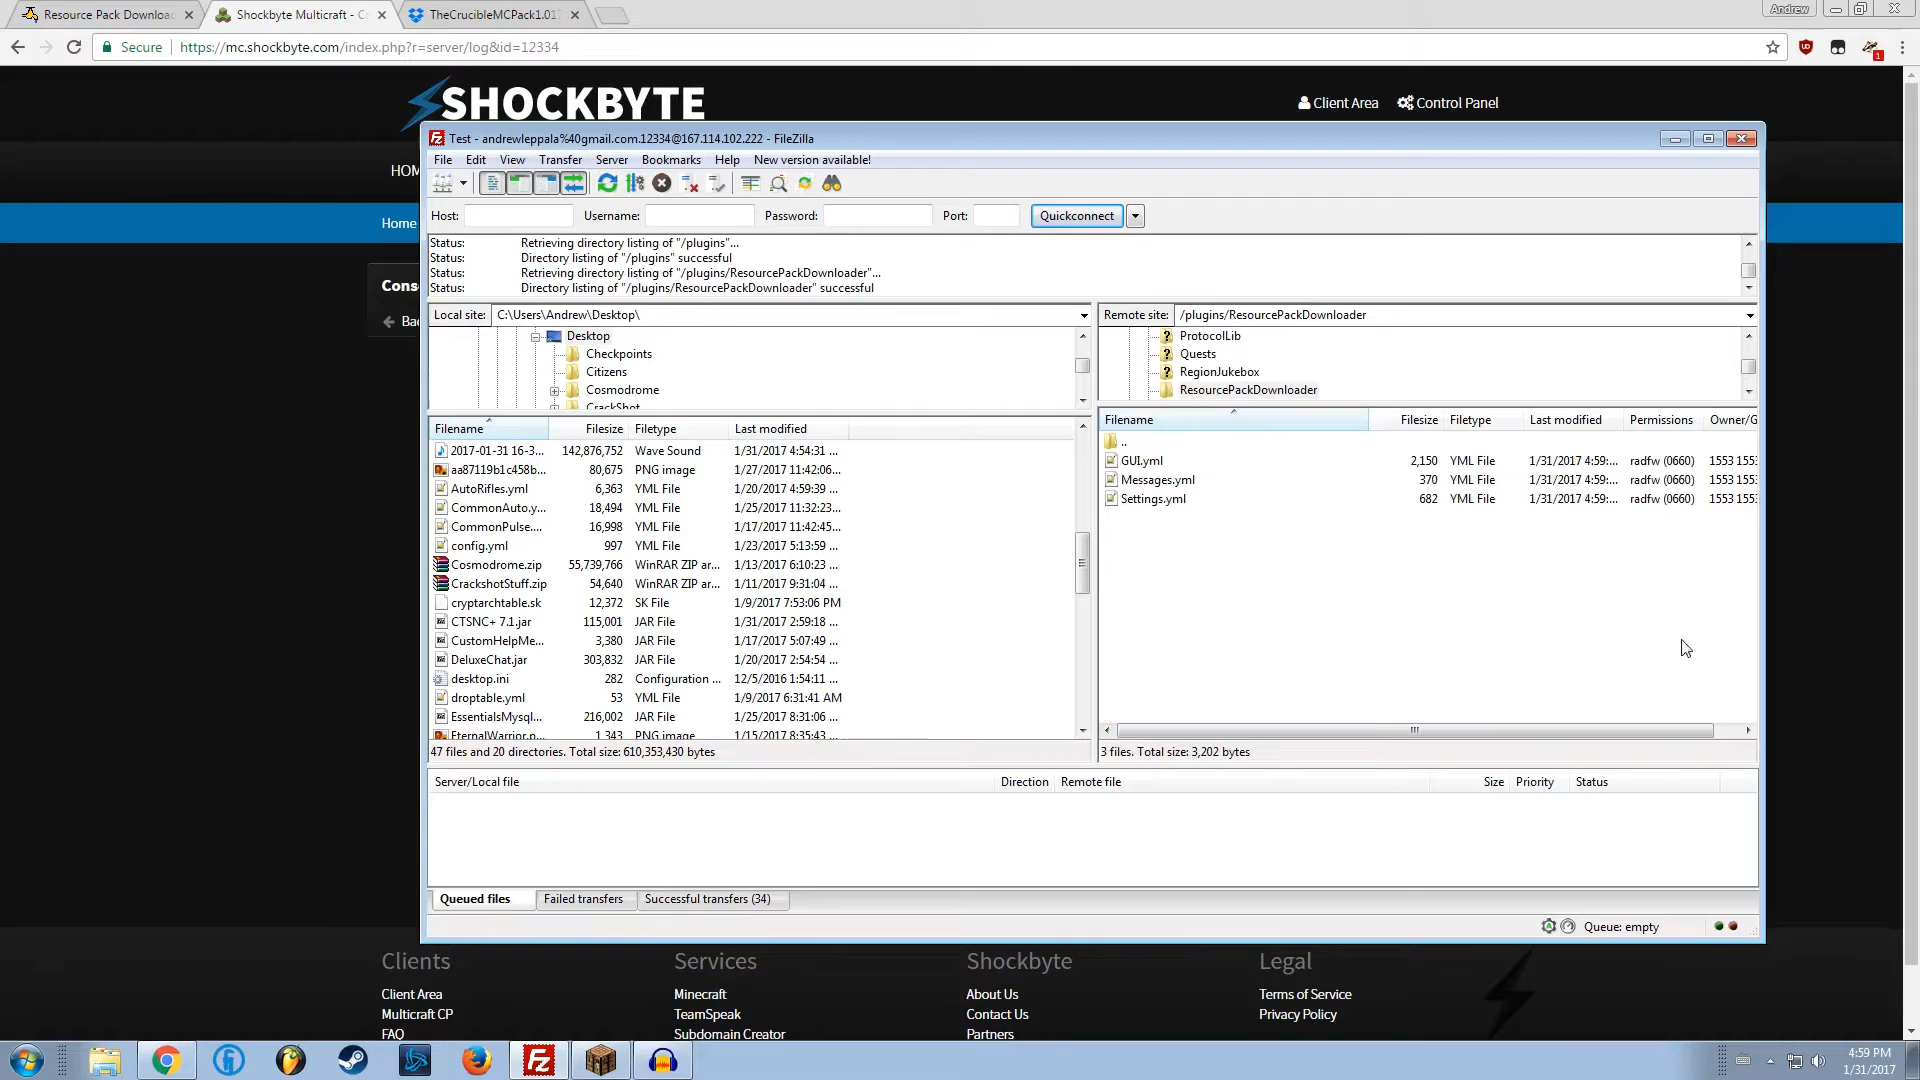 Resource Pack Downloa
Shockbyte Multicraft - C
TheCrucibleMCPack1.017
Andrew
Secure
https://mc.shockbyte.com/index.php?r=server/log&id=12334
1
SHOCKBYTE
Client Area
Control Panel
HOM
Home
Conso
Bac
Test - andrewleppala%40gmail.com.12334@167.114.102.222 - FileZilla
File Edit View Transfer Server Bookmarks Help New version available!
Host: Username: Password: Port: Quickconnect
Status: Retrieving directory listing of "/plugins"...
Status: Directory listing of "/plugins" successful
Status: Retrieving directory listing of "/plugins/ResourcePackDownloader"...
Status: Directory listing of "/plugins/ResourcePackDownloader" successful
Local site: C:\Users\Andrew\Desktop\
Desktop
Checkpoints
Citizens
Cosmodrome
CrackShot
Filename Filesize Filetype Last modified
2017-01-31 16-3... 142,876,752 Wave Sound 1/31/2017 4:54:31 ...
aa87119b1c458b... 80,675 PNG image 1/27/2017 11:42:06...
AutoRifles.yml 6,363 YML File 1/20/2017 4:59:39 ...
CommonAuto.y... 18,494 YML File 1/25/2017 11:32:23...
CommonPulse.... 16,998 YML File 1/17/2017 11:42:45...
config.yml 997 YML File 1/23/2017 5:13:59 ...
Cosmodrome.zip 55,739,766 WinRAR ZIP ar... 1/13/2017 6:10:23 ...
CrackshotStuff.zip 54,640 WinRAR ZIP ar... 1/11/2017 9:31:04 ...
cryptarchtable.sk 12,372 SK File 1/9/2017 7:53:06 PM
CTSNC+ 7.1.jar 115,001 JAR File 1/31/2017 2:59:18 ...
CustomHelpMe... 3,380 JAR File 1/17/2017 5:07:49 ...
DeluxeChat.jar 303,832 JAR File 1/20/2017 2:54:54 ...
desktop.ini 282 Configuration ... 12/5/2016 1:54:11 ...
droptable.yml 53 YML File 1/9/2017 6:31:41 AM
EssentialsMysql... 216,002 JAR File 1/25/2017 8:31:06 ...
EternalWarrior.p... 1,343 PNG image 1/15/2017 8:35:43 ...
47 files and 20 directories. Total size: 610,353,430 bytes
Remote site: /plugins/ResourcePackDownloader
ProtocolLib
Quests
RegionJukebox
ResourcePackDownloader
Filename Filesize Filetype Last modified Permissions Owner/G
..
GUI.yml 2,150 YML File 1/31/2017 4:59:... radfw (0660) 1553 155
Messages.yml 370 YML File 1/31/2017 4:59:... radfw (0660) 1553 155
Settings.yml 682 YML File 1/31/2017 4:59:... radfw (0660) 1553 155
3 files. Total size: 3,202 bytes
Server/Local file Direction Remote file Size Priority Status
Queued files Failed transfers Successful transfers (34)
Queue: empty
Clients
Client Area
Multicraft CP
FAQ
Services
Minecraft
TeamSpeak
Subdomain Creator
Shockbyte
About Us
Contact Us
Partners
Legal
Terms of Service
Privacy Policy
4:59 PM
1/31/2017